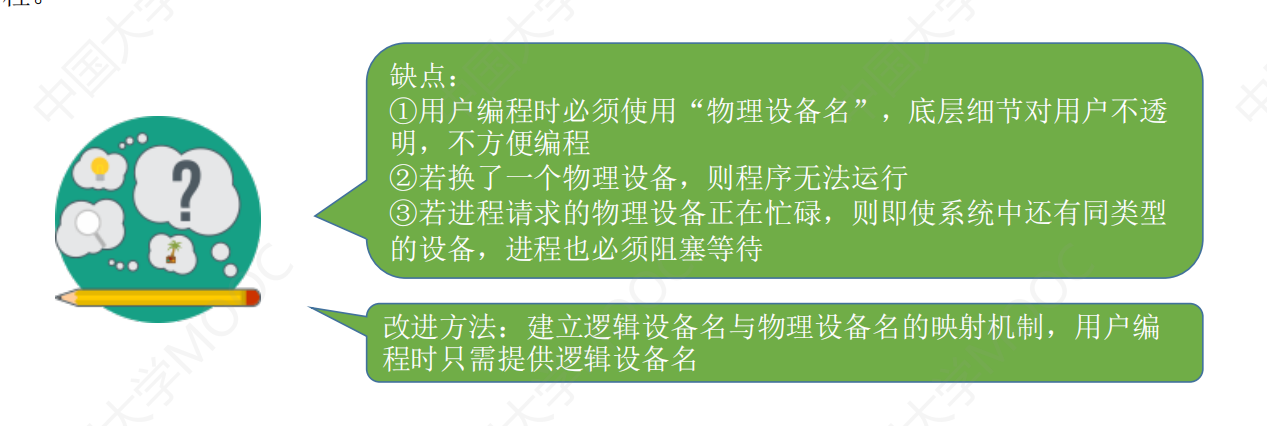 程。
缺点：
①用户编程时必须使用“物理设备名”，底层细节对用户不透
明，不方便编程
②若换了一个物理设备，则程序无法运行
③若进程请求的物理设备正在忙碌，则即使系统中还有同类型
的设备，进程也必须阻塞等待
改进方法：建立逻辑设备名与物理设备名的映射机制，用户编
程时只需提供逻辑设备名